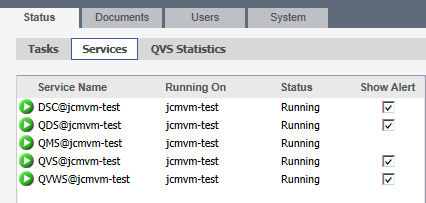 Status Documents Users System
Tasks Services QVS Statistics
Service Name Running On Status Show Alert
DSC@jcmvm-test jcmvm-test Running
QDS@jcmvm-test jcmvm-test Running
QMS@jcmvm-test jcmvm-test Running
QVS@jcmvm-test jcmvm-test Running
QVWS@jcmvm-test jcmvm-test Running